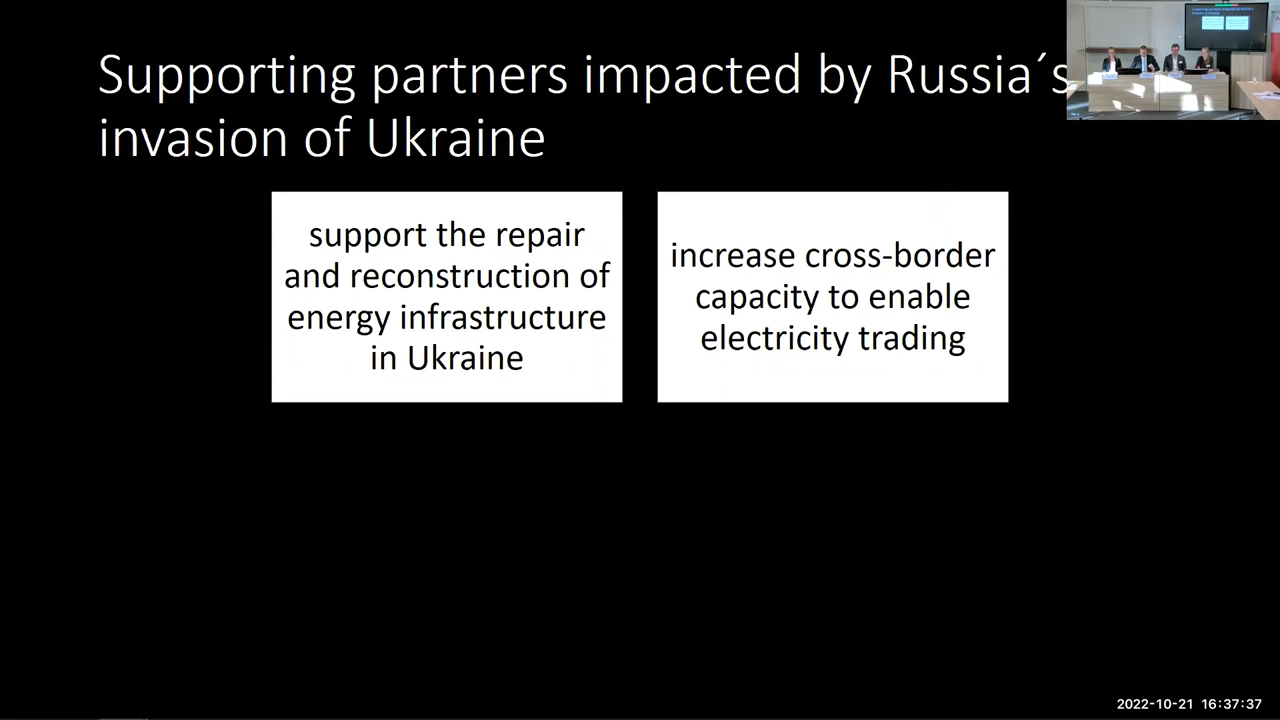 Supporting partners impacted by Russia´s
invasion of Ukraine
support the repair
and reconstruction of
energy infrastructure
in Ukraine
increase cross-border
capacity to enable
electricity trading
2022-10-21 16:37:37